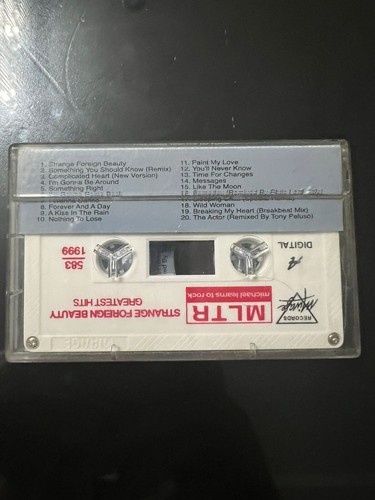 1. Strange Foreign Beauty
2. Something You Should Know (Remix)
3. Complicated Heart (New Version)
4. I'm Gonna Be Around
5. Something Right
8. Forever And A Day
9. A Kiss In The Rain
10. Nothing To Lose
11. Paint My Love
12. You'll Never Know
13. Time For Changes
14. Messages
15. Like The Moon
18. Wild Woman
19. Breaking My Heart (Breakbeat Mix)
20. The Actor (Remixed By Tony Peluso)
RECORDS
DIGITAL
MLTR
michael learns to rock
STRANGE FOREIGN BEAUTY
GREATEST HITS
583
1999